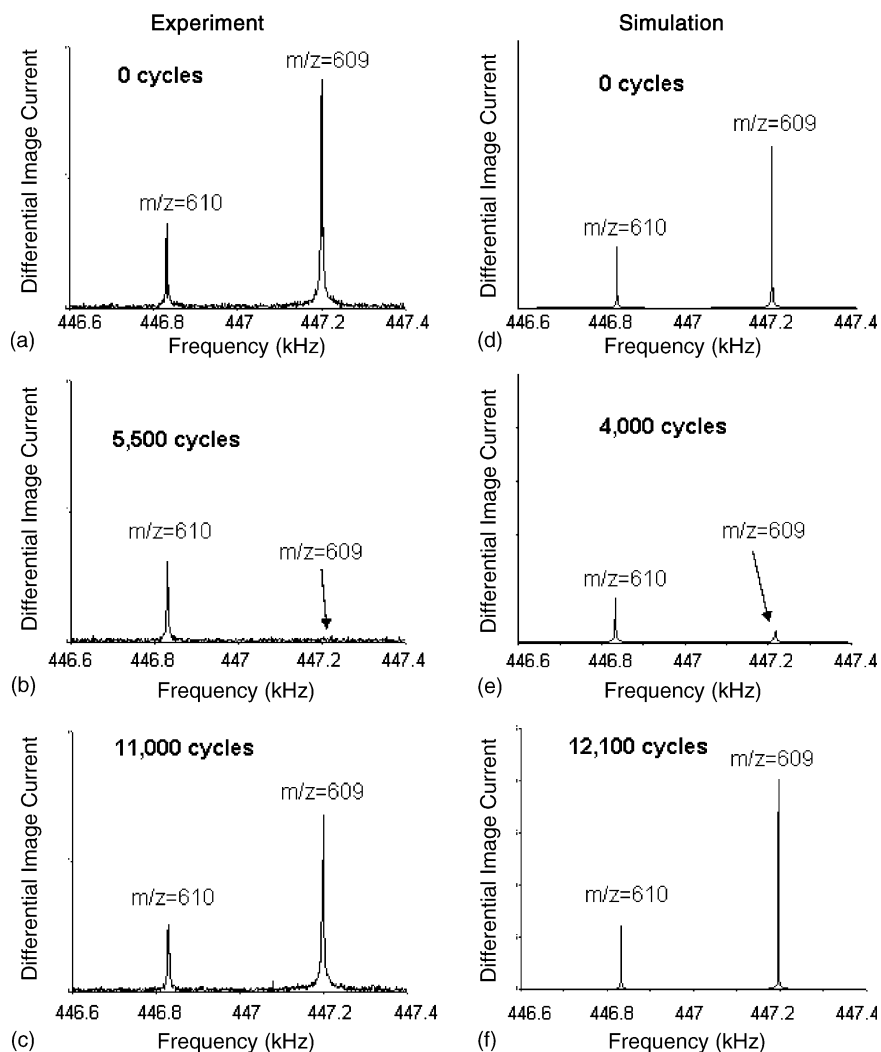 Experiment
Simulation
Differential Image Current
0 cycles
m/z=609
m/z=610
446.6 446.8 447 447.2 447.4
Frequency (kHz)
(a)
Differential Image Current
0 cycles
m/z=609
m/z=610
446.6 446.8 447 447.2 447.4
Frequency (kHz)
(d)
Differential Image Current
5,500 cycles
m/z=610
m/z=609
446.6 446.8 447 447.2 447.4
Frequency (kHz)
(b)
Differential Image Current
4,000 cycles
m/z=609
m/z=610
446.6 446.8 447 447.2 447.4
Frequency (kHz)
(e)
Differential Image Current
11,000 cycles
m/z=609
m/z=610
446.6 446.8 447 447.2 447.4
Frequency (kHz)
(c)
Differential Image Current
12,100 cycles
m/z=609
m/z=610
446.6 446.8 447 447.2 447.4
Frequency (kHz)
(f)